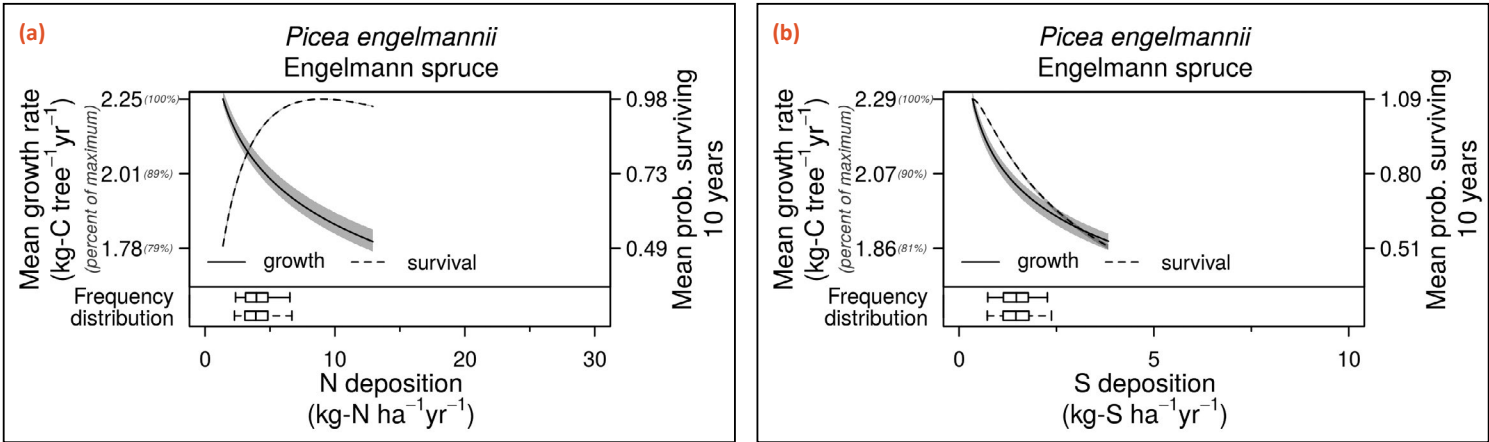 (a)
Picea engelmannii
Engelmann spruce
Mean growth rate
(kg-C tree⁻¹yr⁻¹)
(percent of maximum)
2.25 (100%)
2.01 (89%)
1.78 (79%)
0.98
0.73
0.49
Mean prob. surviving
10 years
growth
survival
Frequency
distribution
0
10
20
30
N deposition
(kg-N ha⁻¹yr⁻¹)
(b)
Picea engelmannii
Engelmann spruce
Mean growth rate
(kg-C tree⁻¹yr⁻¹)
(percent of maximum)
2.29 (100%)
2.07 (90%)
1.86 (81%)
1.09
0.80
0.51
Mean prob. surviving
10 years
growth
survival
Frequency
distribution
0
5
10
S deposition
(kg-S ha⁻¹yr⁻¹)